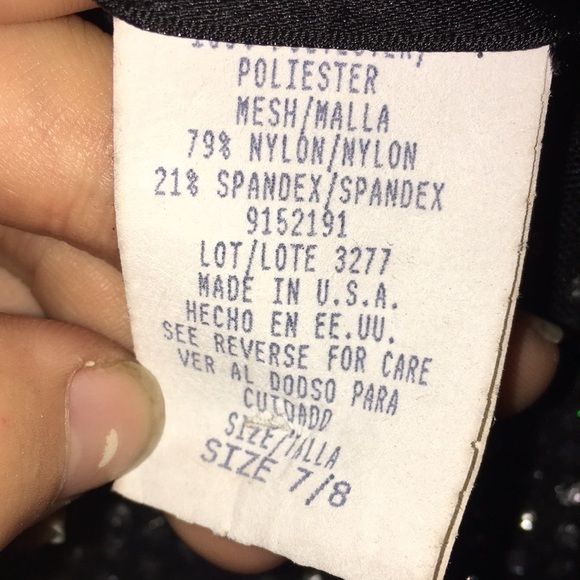 POLIESTER
MESH/MALLA
79% NYLON/NYLON
21% SPANDEX/SPANDEX
9152191
LOT/LOTE 3277
MADE IN U.S.A.
HECHO EN EE.UU.
SEE REVERSE FOR CARE
VER AL DODSO PARA
CUIDADO
SIZE/TALLA
SIZE 7/8